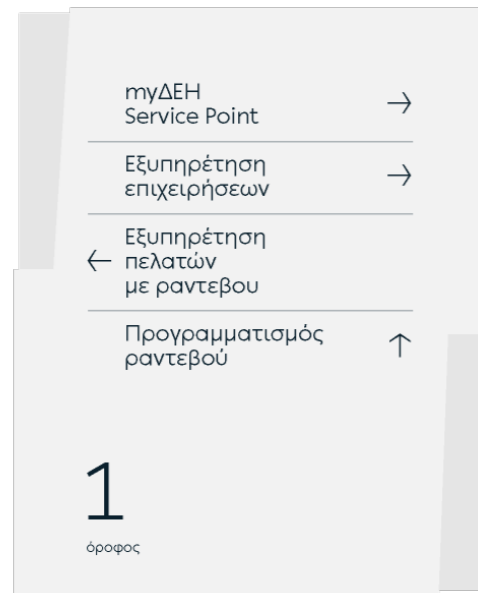 myΔΕΗ
Service Point
Εξυπηρέτηση
επιχειρήσεων
Εξυπηρέτηση
πελατών
με ραντεβου
Προγραμματισμός
ραντεβού
1
όροφος